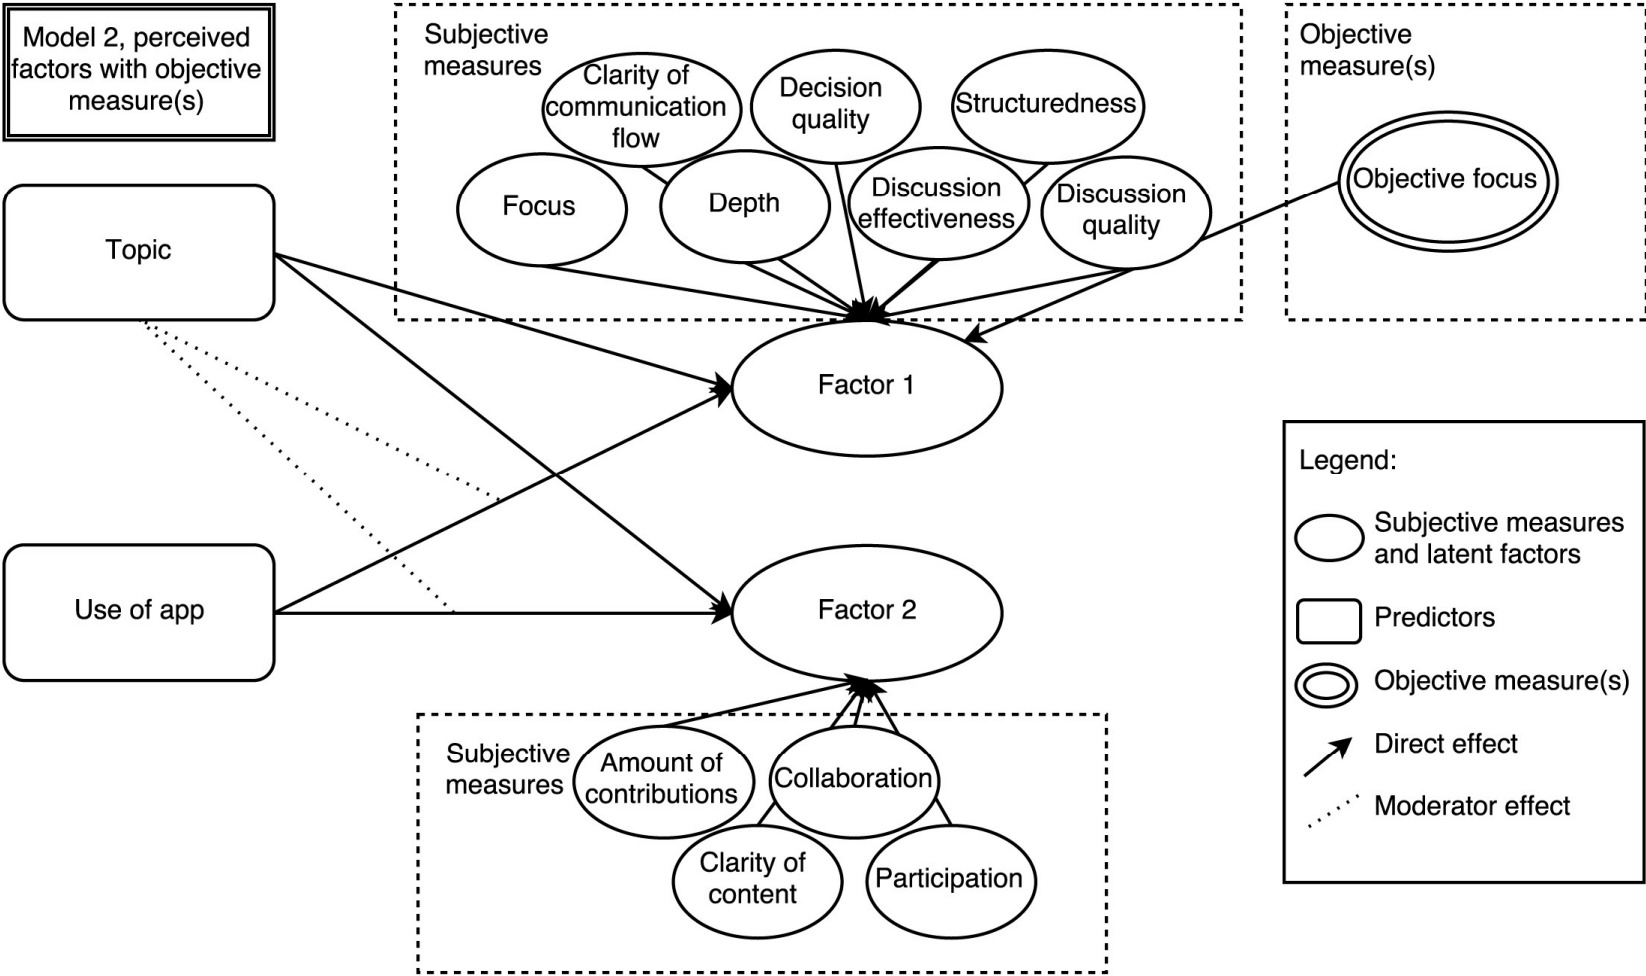 Model 2, perceived
factors with objective
measure(s)
Subjective
measures
Clarity of
communication
flow
Decision
quality
Structuredness
Focus
Depth
Discussion
effectiveness
Discussion
quality
Objective
measure(s)
Objective focus
Topic
Factor 1
Use of app
Factor 2
Subjective
measures
Amount of
contributions
Collaboration
Clarity of
content
Participation
Legend:
Subjective measures
and latent factors
Predictors
Objective measure(s)
Direct effect
Moderator effect